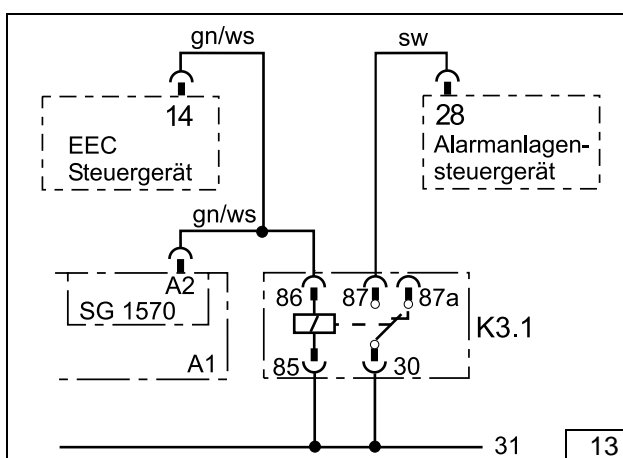 gn/ws
sw
14
28
EEC
Steuergerät
Alarmanlagen-
steuergerät
gn/ws
A2
SG 1570
A1
86
87
87a
K3.1
85
30
31
13